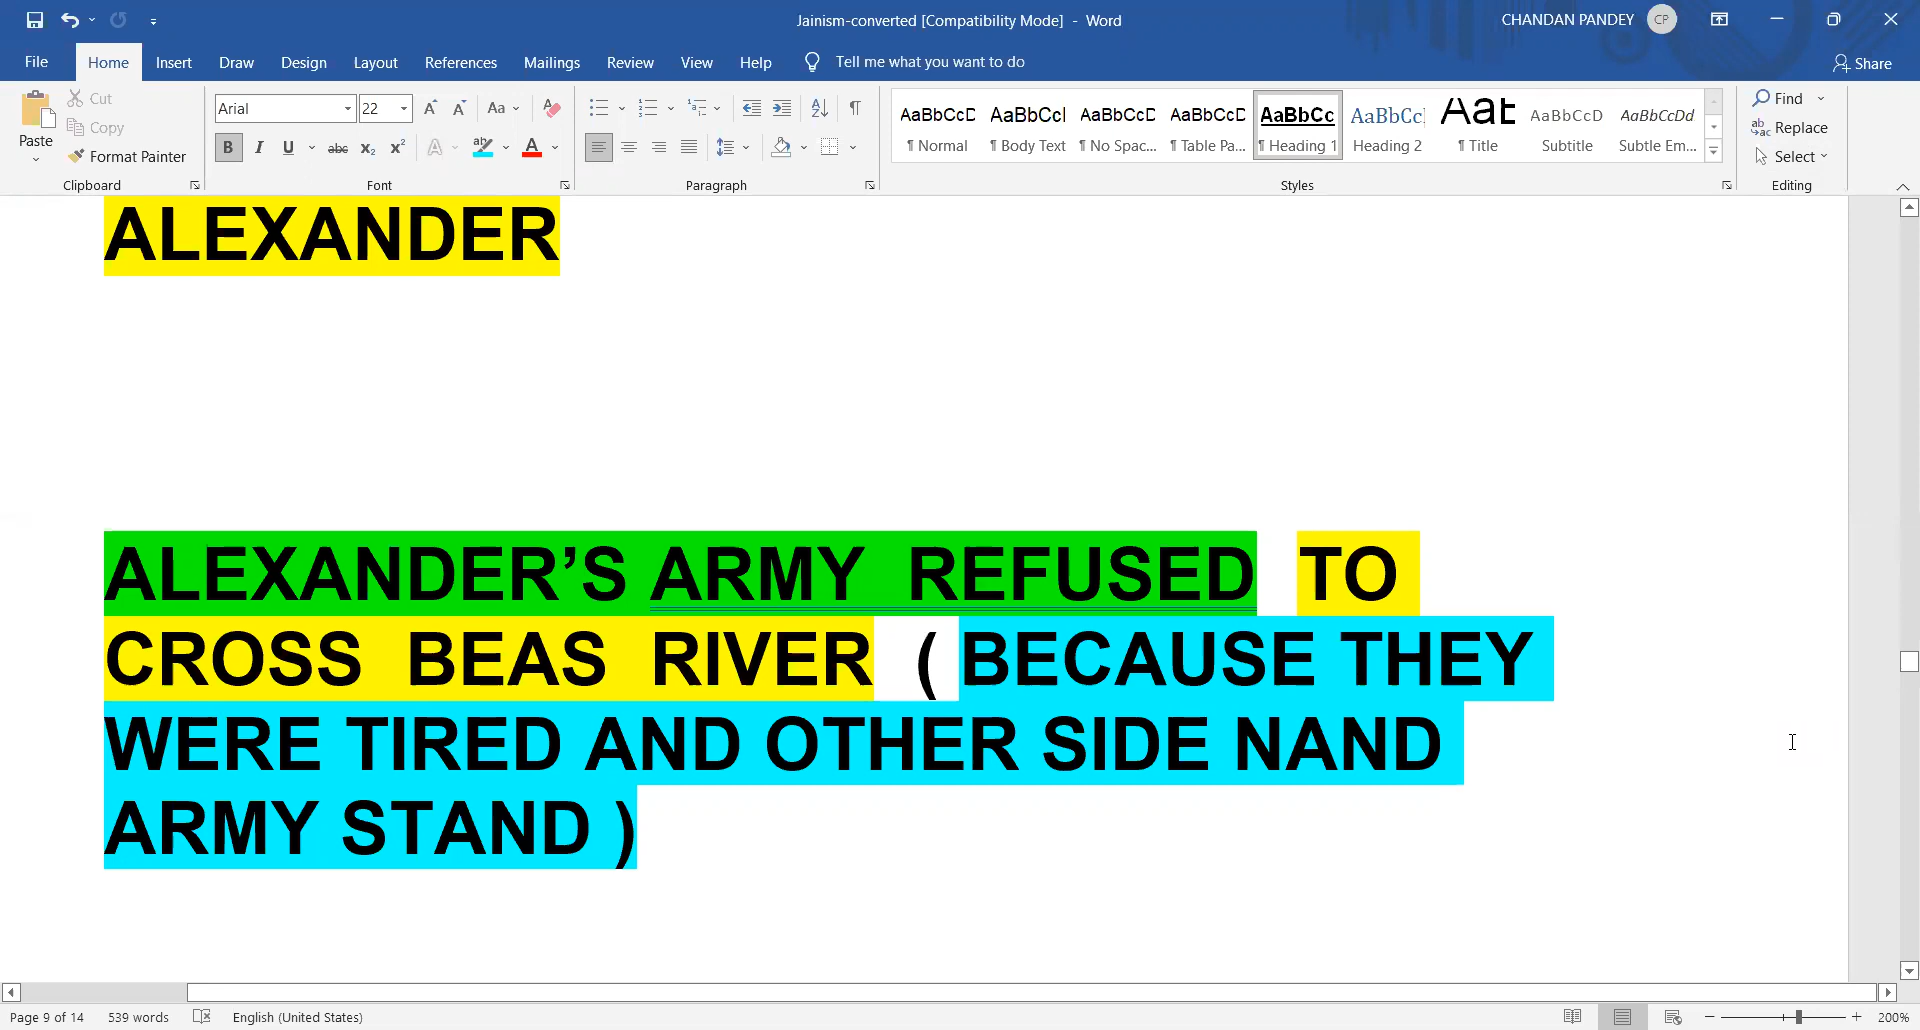 Jainism-converted [Compatibility Mode] - Word
CHANDAN PANDEY CP
File Home Insert Draw Design Layout References Mailings Review View Help Tell me what you want to do Share
Paste
Cut
Copy
Format Painter
Clipboard
Arial 22
Font
Paragraph
AaBbCcD AaBbCcI AaBbCcD AaBbCcD AaBbCc AaBbCc AaE AaBbCcD AaBbCcDd
¶ Normal ¶ Body Text ¶ No Spac... ¶ Table Pa... ¶ Heading 1 Heading 2 ¶ Title Subtitle Subtle Em...
Styles
Find
Replace
Select
Editing
ALEXANDER
ALEXANDER’S ARMY REFUSED TO
CROSS BEAS RIVER ( BECAUSE THEY
WERE TIRED AND OTHER SIDE NAND
ARMY STAND )
Page 9 of 14 539 words English (United States) 200%